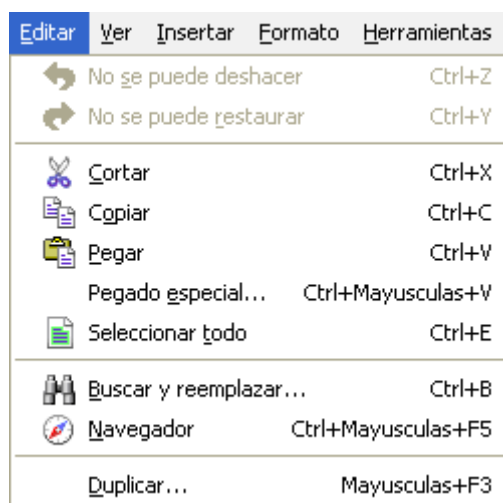 Editar Ver Insertar Formato Herramientas
No se puede deshacer Ctrl+Z
No se puede restaurar Ctrl+Y
Cortar Ctrl+X
Copiar Ctrl+C
Pegar Ctrl+V
Pegado especial... Ctrl+Mayusculas+V
Seleccionar todo Ctrl+E
Buscar y reemplazar... Ctrl+B
Navegador Ctrl+Mayusculas+F5
Duplicar... Mayusculas+F3